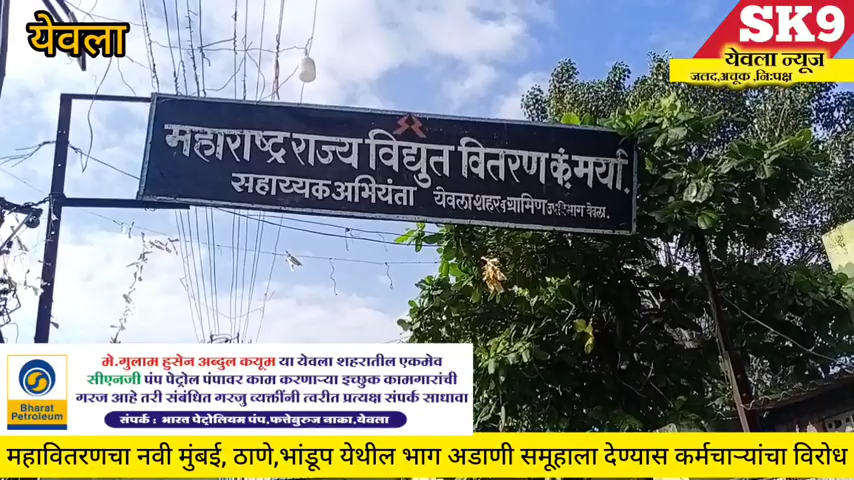 येवला
SK9
येवला न्यूज
जलद,अचूक,नि:पक्ष
महाराष्ट्र राज्य विद्युत वितरण कं.मर्या.
सहाय्यक अभियंता येवला शहर व ग्रामिण उपविभाग येवला.
मे.गुलाम हुसेन अब्दुल कयूम या येवला शहरातील एकमेव
सीएनजी पंप पेट्रोल पंपावर काम करणाऱ्या इच्छुक कामगारांची
गरज आहे तरी संबंधित गरजु व्यक्तींनी त्वरीत प्रत्यक्ष संपर्क साधावा
Bharat
Petroleum
संपर्क : भारत पेट्रोलियम पंप,फत्तेबुरुज नाका,येवला
महावितरणचा नवी मुंबई, ठाणे,भांडूप येथील भाग अडाणी समूहाला देण्यास कर्मचाऱ्यांचा विरोध